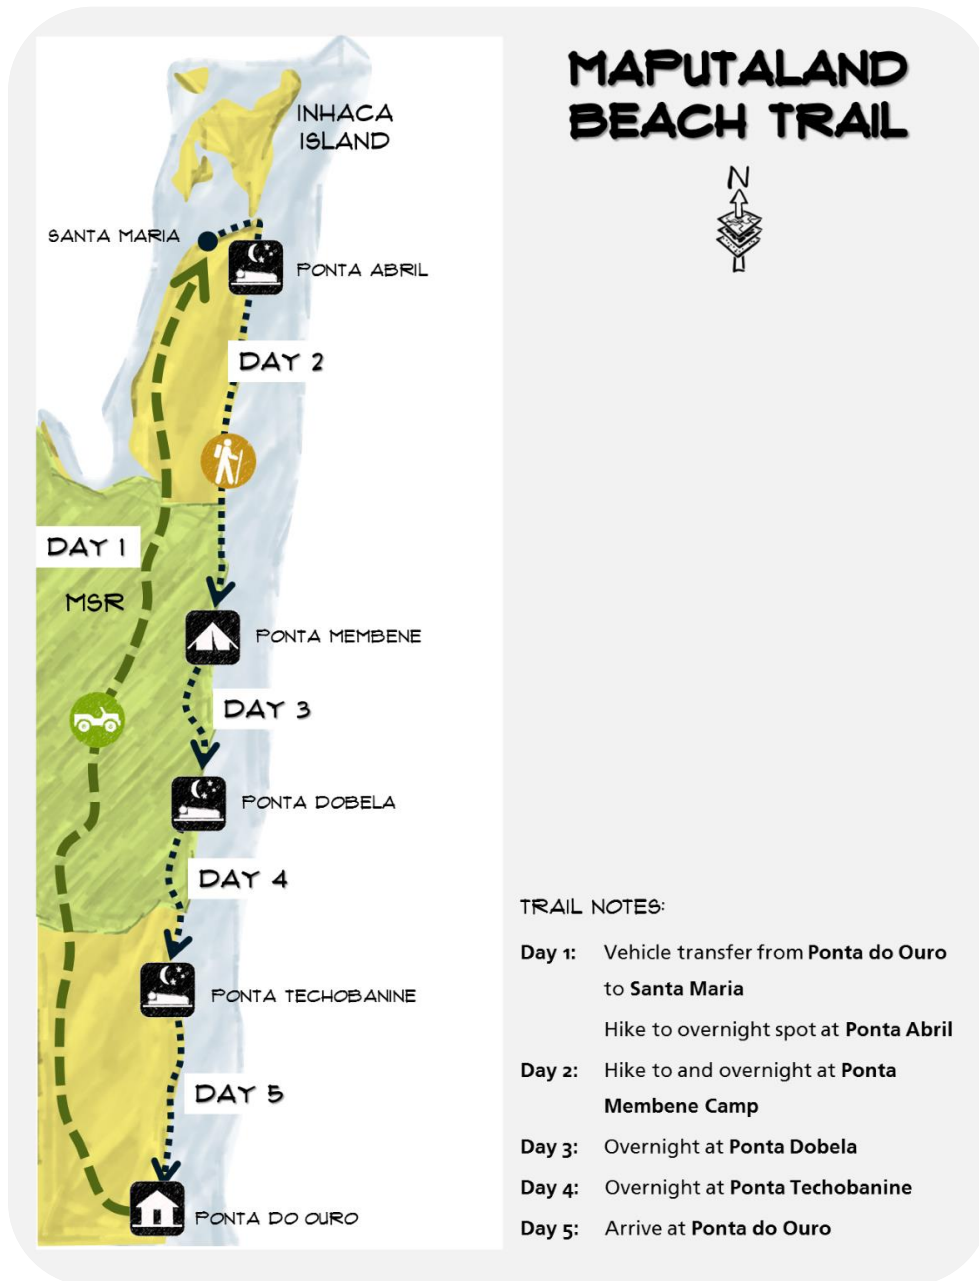 MAPUTALAND
BEACH TRAIL
N
INHACA
ISLAND
SANTA MARIA
PONTA ABRIL
DAY 2
DAY 1
MSR
PONTA MEMBENE
DAY 3
PONTA DOBELA
DAY 4
PONTA TECHOBANINE
DAY 5
PONTA DO OURO
TRAIL NOTES:
Day 1: Vehicle transfer from Ponta do Ouro
to Santa Maria
Hike to overnight spot at Ponta Abril
Day 2: Hike to and overnight at Ponta
Membene Camp
Day 3: Overnight at Ponta Dobela
Day 4: Overnight at Ponta Techobanine
Day 5: Arrive at Ponta do Ouro